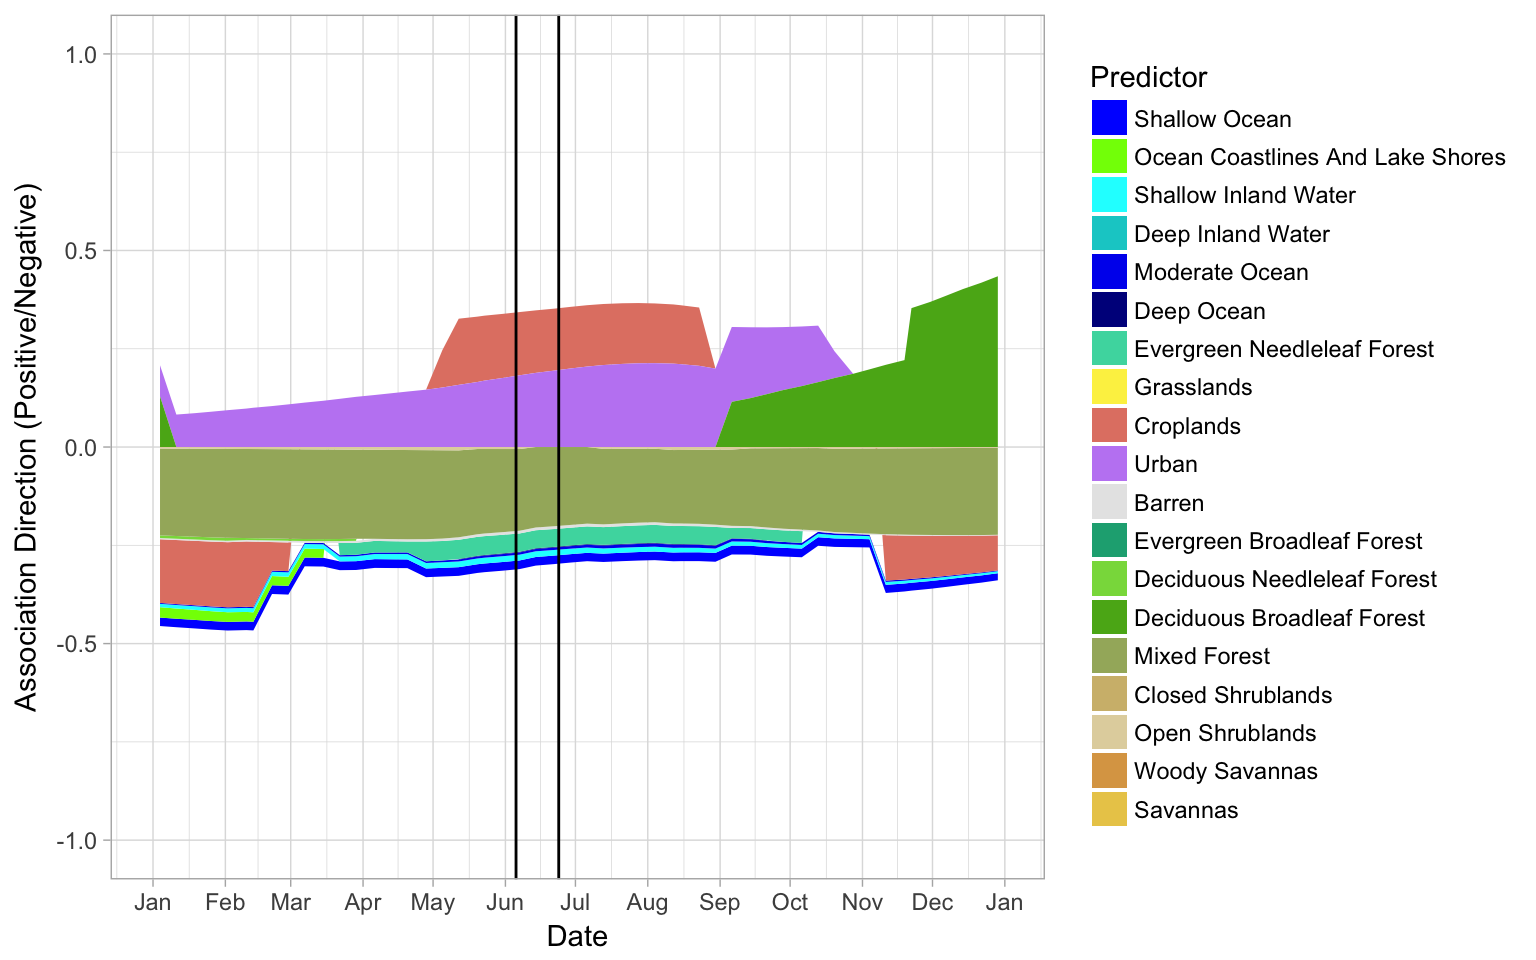 1.0
0.5
0.0
-0.5
-1.0
Association Direction (Positive/Negative)
Jan Feb Mar Apr May Jun Jul Aug Sep Oct Nov Dec Jan
Date
Predictor
Shallow Ocean
Ocean Coastlines And Lake Shores
Shallow Inland Water
Deep Inland Water
Moderate Ocean
Deep Ocean
Evergreen Needleleaf Forest
Grasslands
Croplands
Urban
Barren
Evergreen Broadleaf Forest
Deciduous Needleleaf Forest
Deciduous Broadleaf Forest
Mixed Forest
Closed Shrublands
Open Shrublands
Woody Savannas
Savannas